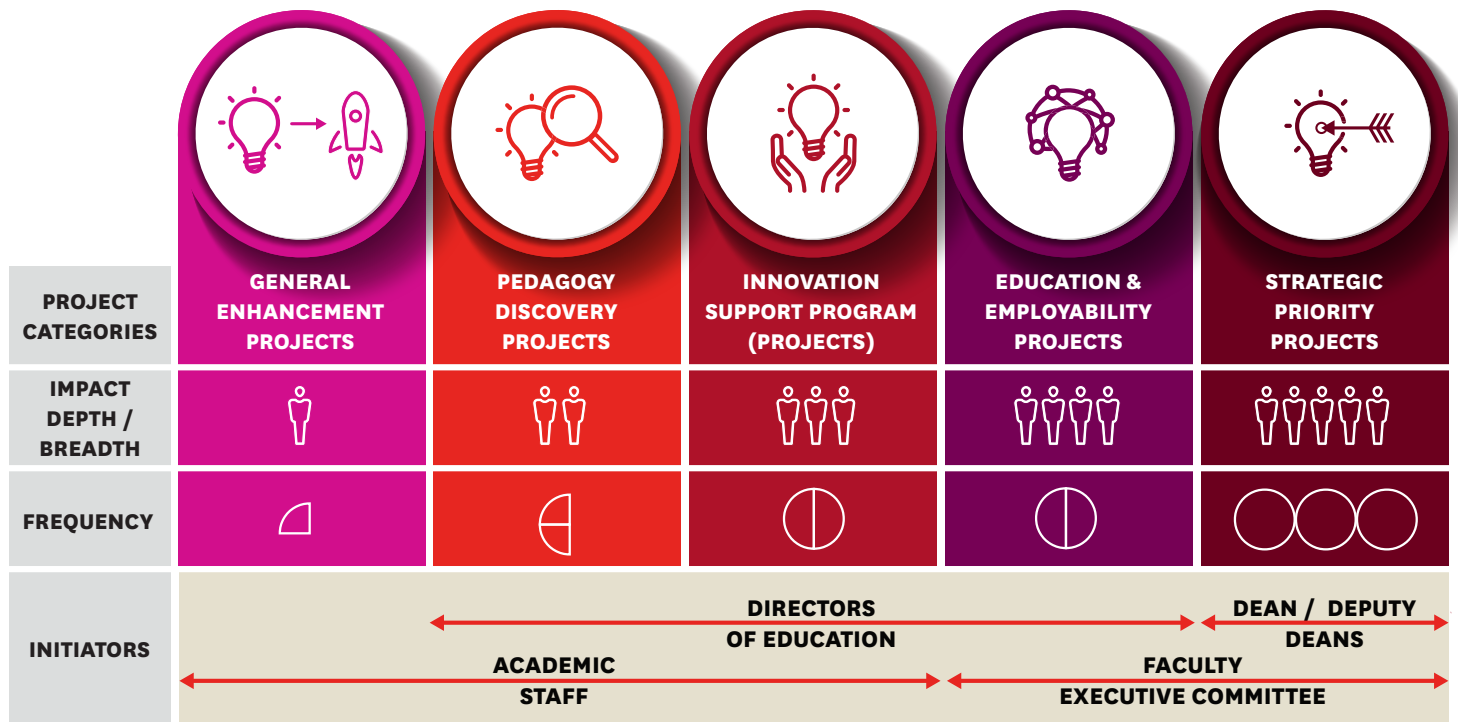 PROJECT
CATEGORIES
GENERAL
ENHANCEMENT
PROJECTS
PEDAGOGY
DISCOVERY
PROJECTS
INNOVATION
SUPPORT PROGRAM
(PROJECTS)
EDUCATION &
EMPLOYABILITY
PROJECTS
STRATEGIC
PRIORITY
PROJECTS
IMPACT
DEPTH /
BREADTH
FREQUENCY
INITIATORS
DIRECTORS
OF EDUCATION
DEAN / DEPUTY
DEANS
ACADEMIC
STAFF
FACULTY
EXECUTIVE COMMITTEE